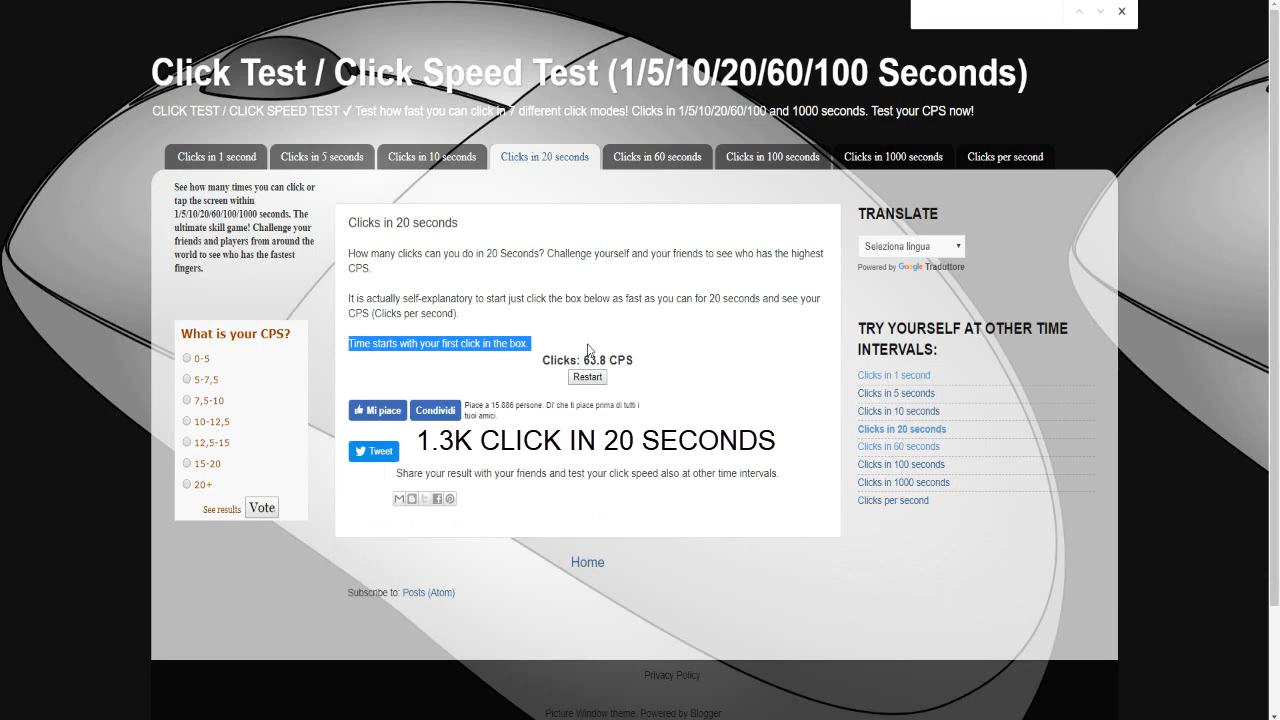 Click Test / Click Speed Test (1/5/10/20/60/100 Seconds)
CLICK TEST / CLICK SPEED TEST ✓ Test how fast you can click in 7 different click modes! Clicks in 1/5/10/20/60/100 and 1000 seconds. Test your CPS now!
Clicks in 1 second
Clicks in 5 seconds
Clicks in 10 seconds
Clicks in 20 seconds
Clicks in 60 seconds
Clicks in 100 seconds
Clicks in 1000 seconds
Clicks per second
See how many times you can click or
tap the screen within
1/5/10/20/60/100/1000 seconds. The
ultimate skill game! Challenge your
friends and players from around the
world to see who has the fastest
fingers.
What is your CPS?
0-5
5-7,5
7,5-10
10-12,5
12,5-15
15-20
20+
See results
Vote
Clicks in 20 seconds
How many clicks can you do in 20 Seconds? Challenge yourself and your friends to see who has the highest
CPS.
It is actually self-explanatory to start just click the box below as fast as you can for 20 seconds and see your
CPS (Clicks per second).
Time starts with your first click in the box.
Clicks: 63.8 CPS
Restart
Mi piace
Condividi
Piace a 15.886 persone. Di' che ti piace prima di tutti i
tuoi amici.
Tweet
1.3K CLICK IN 20 SECONDS
Share your result with your friends and test your click speed also at other time intervals.
Home
Subscribe to: Posts (Atom)
TRANSLATE
Seleziona lingua
Powered by Google Traduttore
TRY YOURSELF AT OTHER TIME
INTERVALS:
Clicks in 1 second
Clicks in 5 seconds
Clicks in 10 seconds
Clicks in 20 seconds
Clicks in 60 seconds
Clicks in 100 seconds
Clicks in 1000 seconds
Clicks per second
Privacy Policy
Picture Window theme. Powered by Blogger